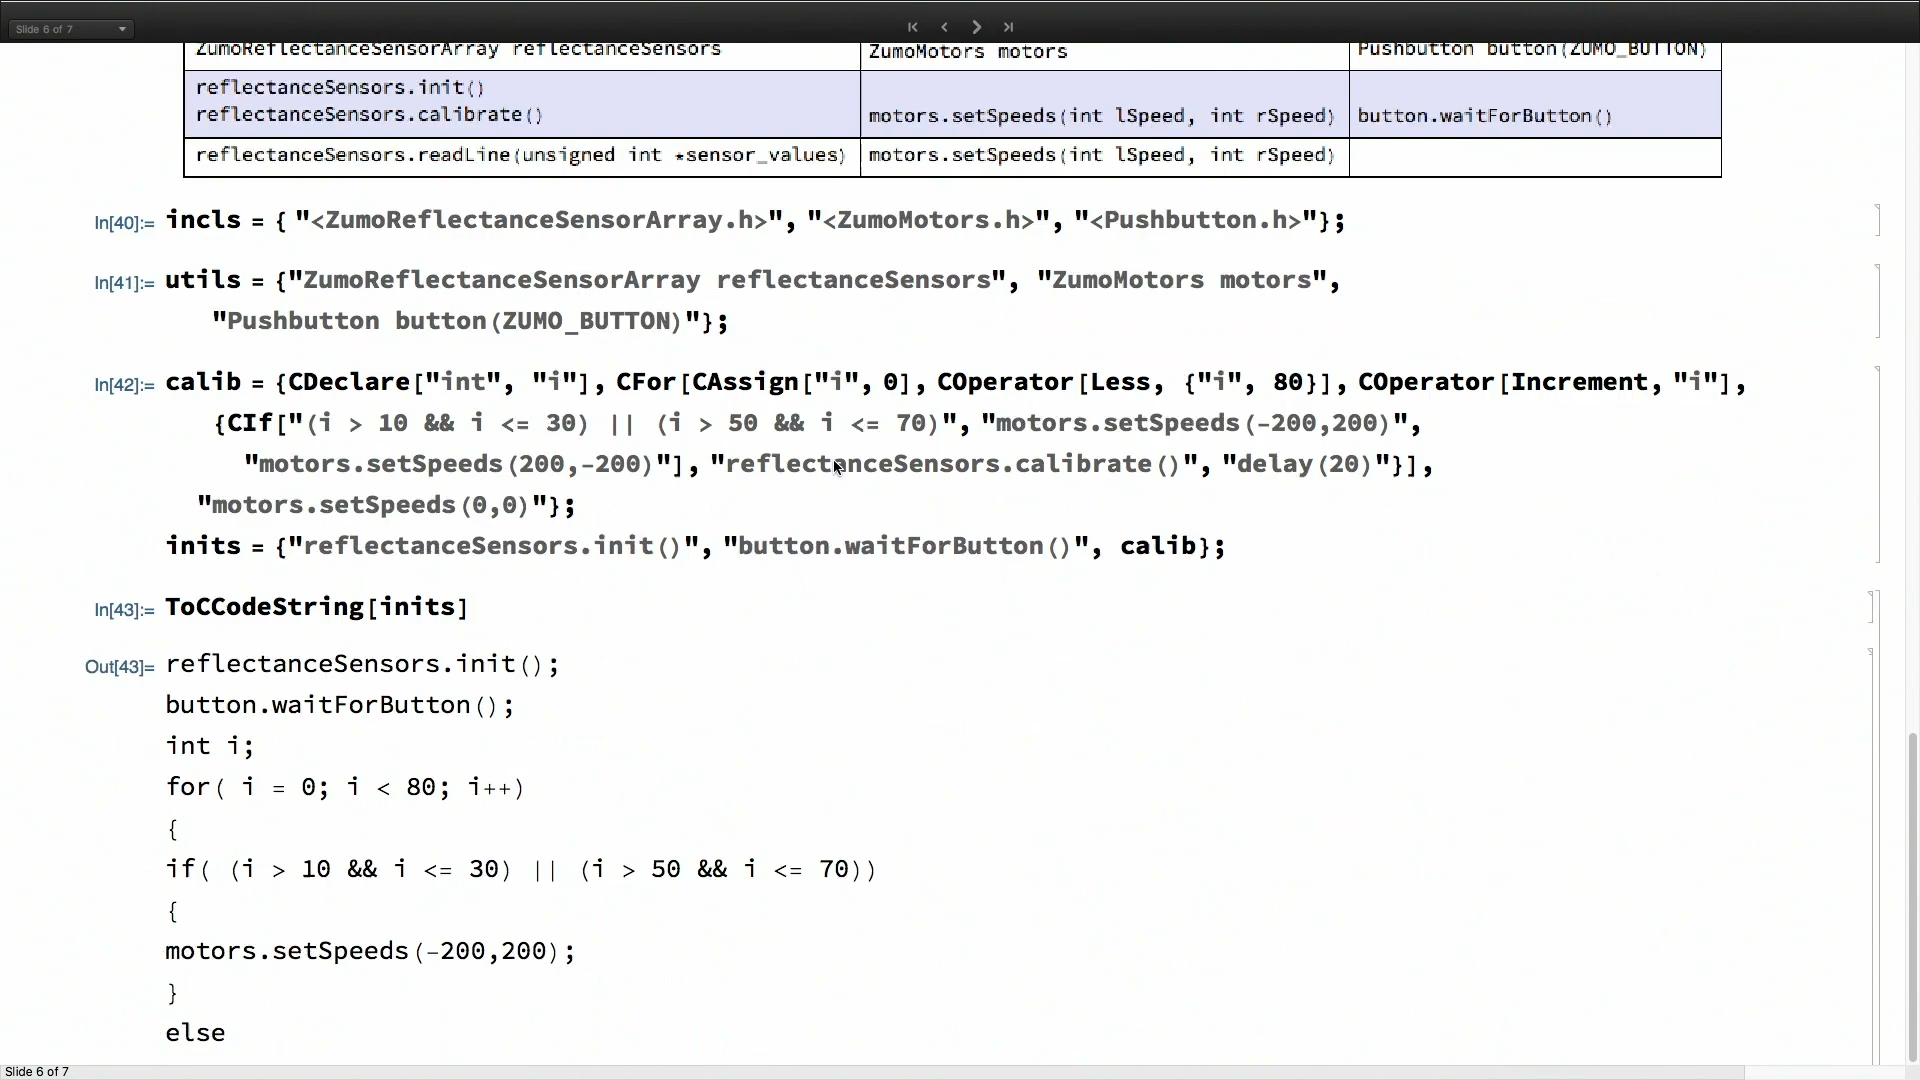 Slide 6 of 7
ZumoReflectanceSensorArray reflectanceSensors
ZumoMotors motors
Pushbutton button(ZUMO_BUTTON)
reflectanceSensors.init()
reflectanceSensors.calibrate()
motors.setSpeeds(int lSpeed, int rSpeed)
button.waitForButton()
reflectanceSensors.readLine(unsigned int *sensor_values)
motors.setSpeeds(int lSpeed, int rSpeed)
In[40]:= incls = { "<ZumoReflectanceSensorArray.h>", "<ZumoMotors.h>", "<Pushbutton.h>"};
In[41]:= utils = {"ZumoReflectanceSensorArray reflectanceSensors", "ZumoMotors motors",
"Pushbutton button(ZUMO_BUTTON)"};
In[42]:= calib = {CDeclare["int", "i"], CFor[CAssign["i", 0], COperator[Less, {"i", 80}], COperator[Increment, "i"],
{CIf["(i > 10 && i <= 30) || (i > 50 && i <= 70)", "motors.setSpeeds(-200,200)",
"motors.setSpeeds(200,-200)"], "reflectanceSensors.calibrate()", "delay(20)"}],
"motors.setSpeeds(0,0)"};
inits = {"reflectanceSensors.init()", "button.waitForButton()", calib};
In[43]:= ToCCodeString[inits]
Out[43]= reflectanceSensors.init();
button.waitForButton();
int i;
for( i = 0; i < 80; i++)
{
if( (i > 10 && i <= 30) || (i > 50 && i <= 70))
{
motors.setSpeeds(-200,200);
}
else
Slide 6 of 7